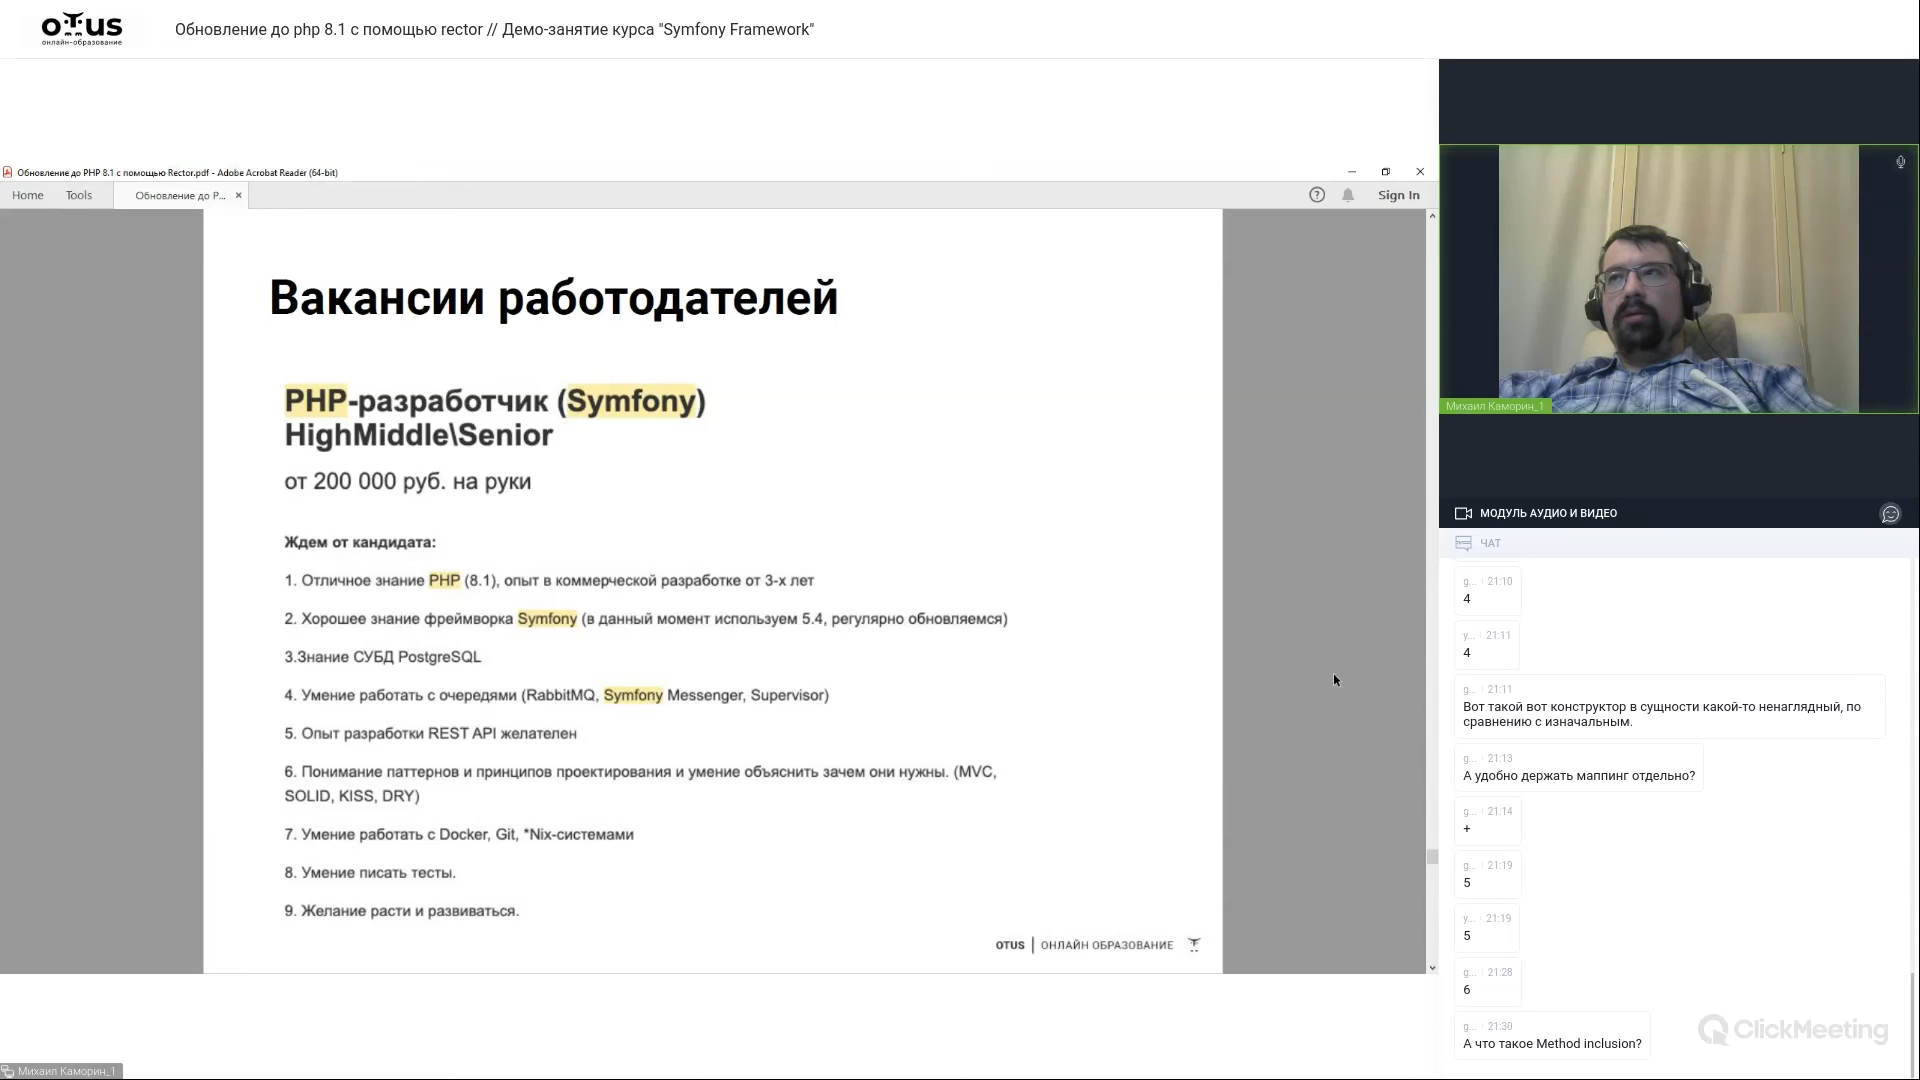 отus
онлайн-образование
Обновление до php 8.1 с помощью rector // Демо-занятие курса "Symfony Framework"
Обновление до PHP 8.1 с помощью Rector.pdf - Adobe Acrobat Reader (64-bit)
Home Tools Обновление до P... × ? Sign In
Вакансии работодателей
PHP-разработчик (Symfony)
HighMiddle\Senior
от 200 000 руб. на руки
Ждем от кандидата:
1. Отличное знание PHP (8.1), опыт в коммерческой разработке от 3-х лет
2. Хорошее знание фреймворка Symfony (в данный момент используем 5.4, регулярно обновляемся)
3.Знание СУБД PostgreSQL
4. Умение работать с очередями (RabbitMQ, Symfony Messenger, Supervisor)
5. Опыт разработки REST API желателен
6. Понимание паттернов и принципов проектирования и умение объяснить зачем они нужны. (MVC,
SOLID, KISS, DRY)
7. Умение работать с Docker, Git, *Nix-системами
8. Умение писать тесты.
9. Желание расти и развиваться.
OTUS | ОНЛАЙН ОБРАЗОВАНИЕ
Михаил Каморин_1
Михаил Каморин_1
МОДУЛЬ АУДИО И ВИДЕО
ЧАТ
g... 21:10
4
y... 21:11
4
g... 21:11
Вот такой вот конструктор в сущности какой-то ненаглядный, по
сравнению с изначальным.
g... 21:13
А удобно держать маппинг отдельно?
g... 21:14
+
g... 21:19
5
y... 21:19
5
g... 21:28
6
g... 21:30
А что такое Method inclusion?
ClickMeeting